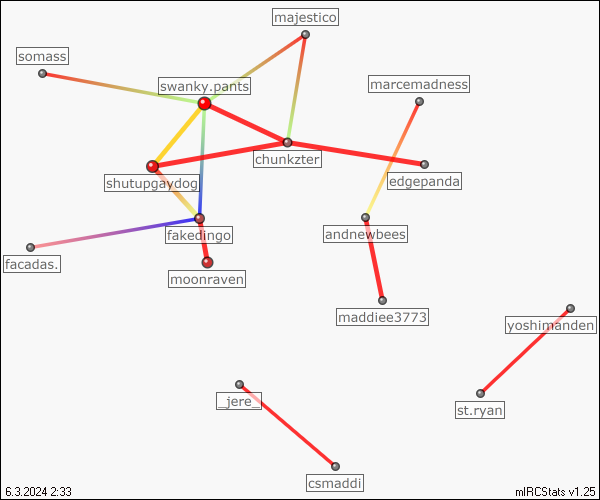 majestico
somass
swanky.pants
marcemadness
chunkzter
edgepanda
shutupgaydog
fakedingo
andnewbees
facadas.
moonraven
maddiee3773
yoshimanden
_jere_
st.ryan
csmaddi
6.3.2024 2:33
mIRCStats v1.25